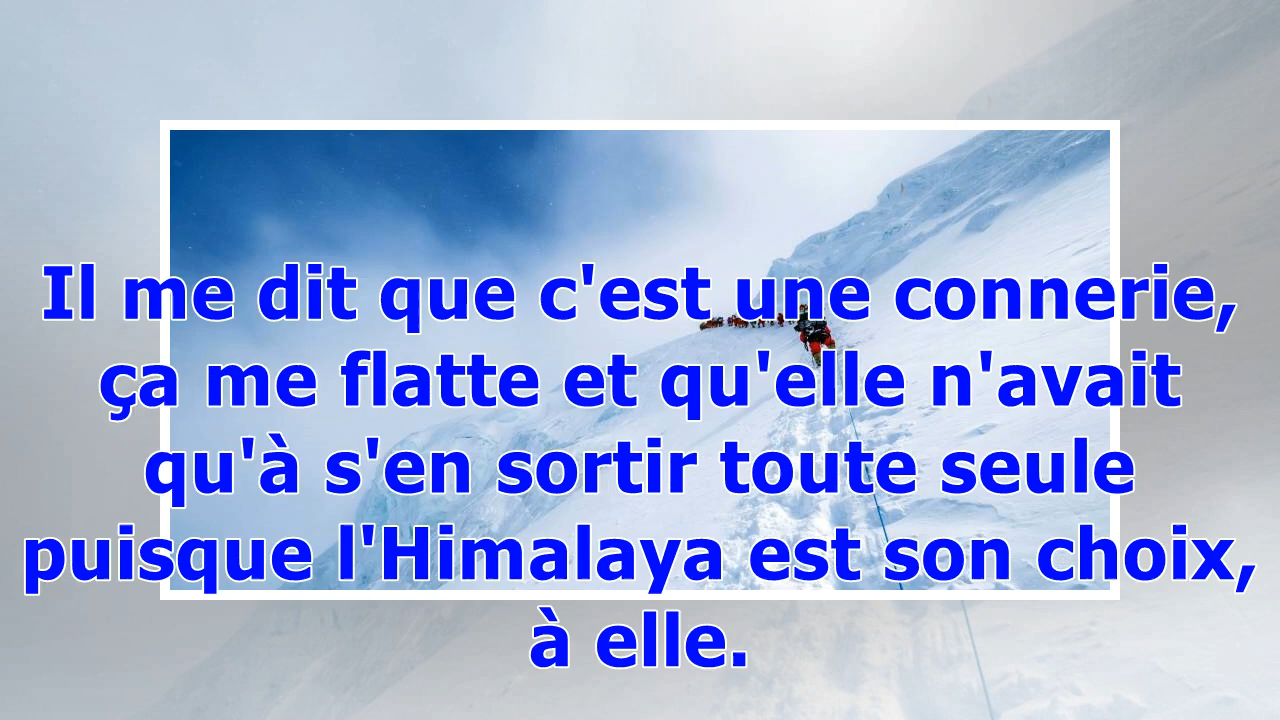 Il me dit que c'est une connerie,
ça me flatte et qu'elle n'avait
qu'à s'en sortir toute seule
puisque l'Himalaya est son choix,
à elle.